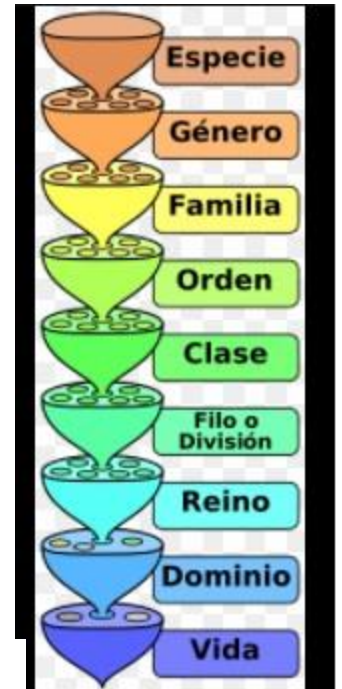 Especie
Género
Familia
Orden
Clase
Filo o
División
Reino
Dominio
Vida